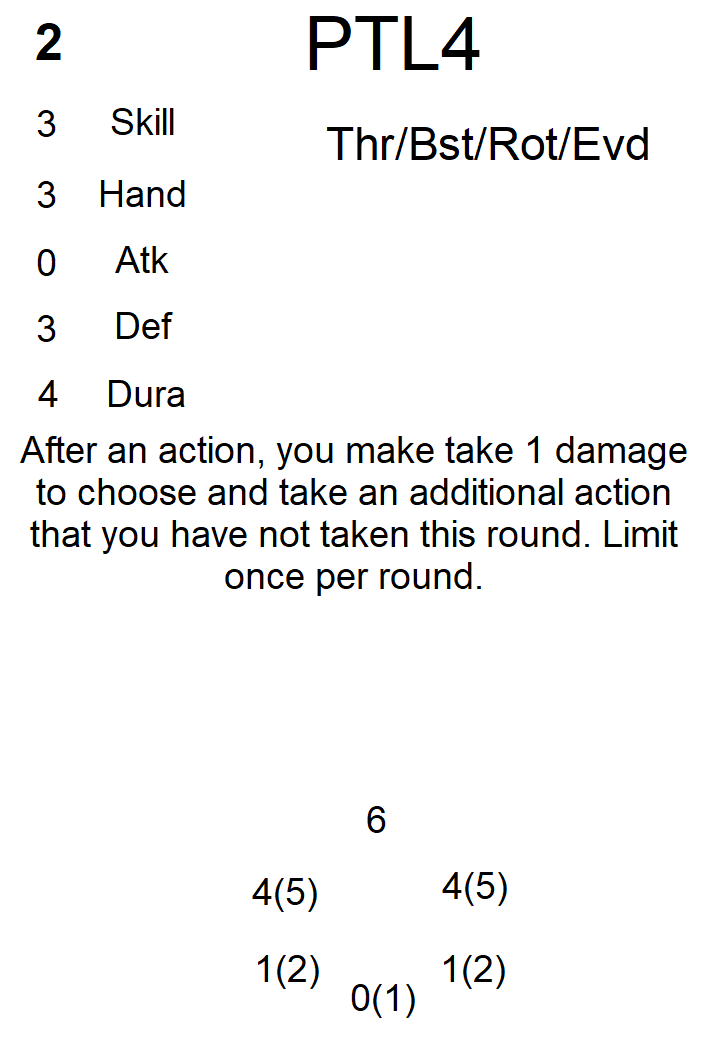 2 PTL4
3 Skill
Thr/Bst/Rot/Evd
3 Hand
0 Atk
3 Def
4 Dura
After an action, you make take 1 damage
to choose and take an additional action
that you have not taken this round. Limit
once per round.
6
4(5) 4(5)
1(2) 1(2)
0(1)